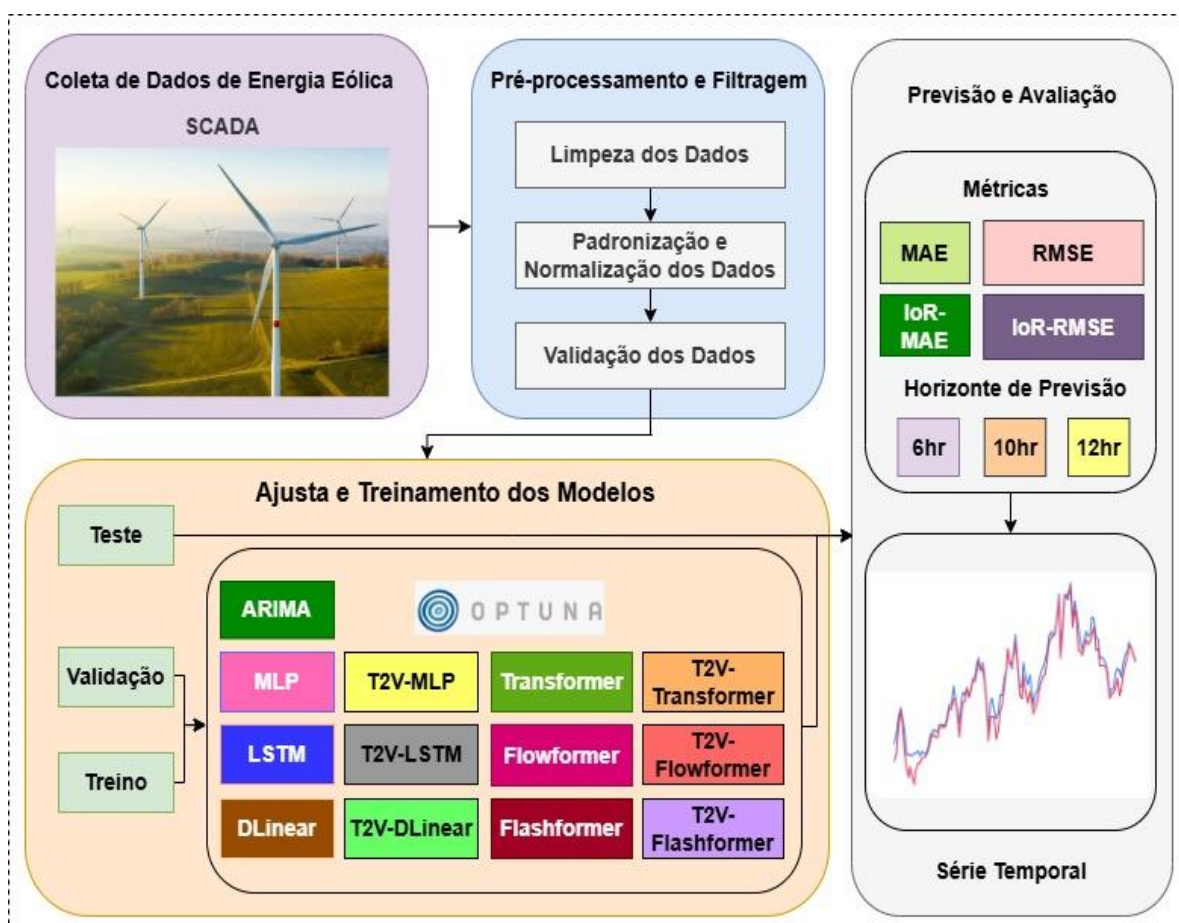 Coleta de Dados de Energia Eólica
SCADA
Pré-processamento e Filtragem
Limpeza dos Dados
Padronização e
Normalização dos Dados
Validação dos Dados
Previsão e Avaliação
Métricas
MAE
RMSE
IoR-
MAE
IoR-RMSE
Horizonte de Previsão
6hr
10hr
12hr
Série Temporal
Ajusta e Treinamento dos Modelos
Teste
Validação
Treino
ARIMA
OPTUNA
MLP
T2V-MLP
Transformer
T2V-
Transformer
LSTM
T2V-LSTM
Flowformer
T2V-
Flowformer
DLinear
T2V-DLinear
Flashformer
T2V-
Flashformer